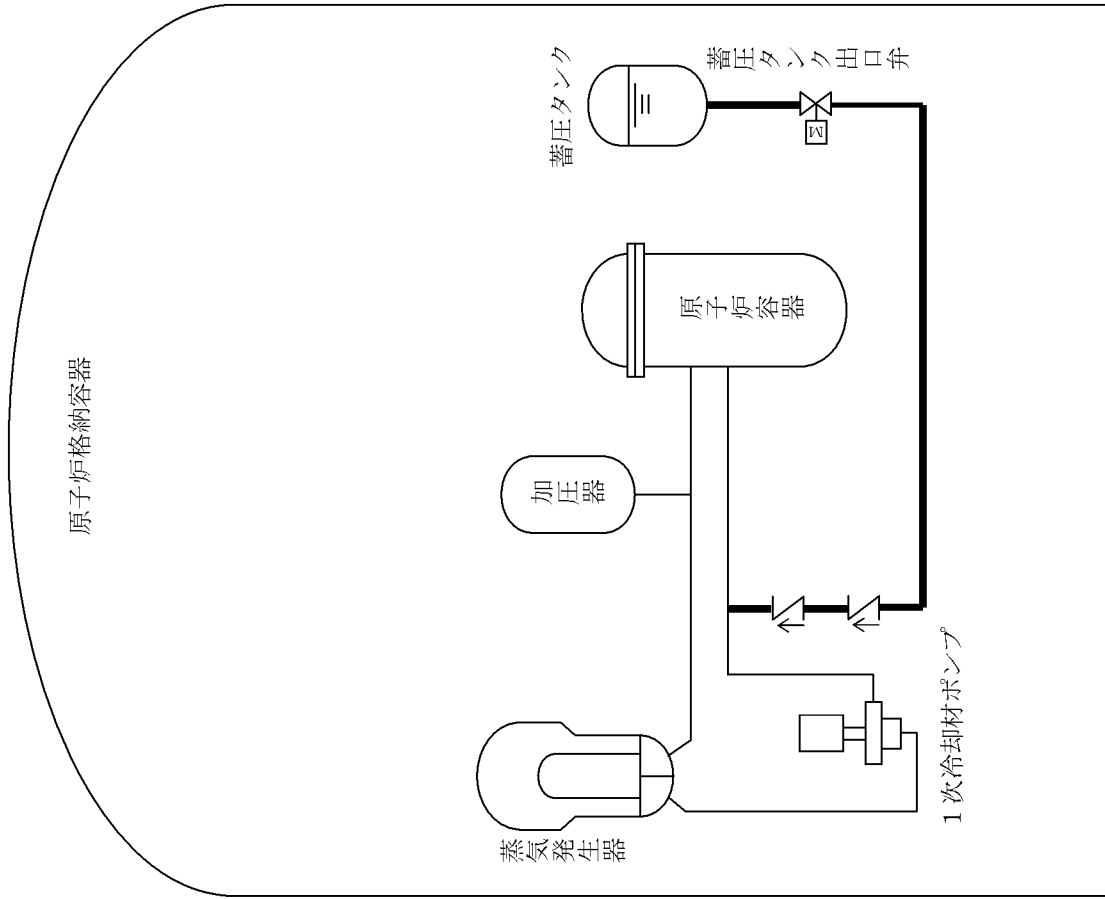 原子炉格納容器
蓄圧タンク
蓄圧タンク出口弁
M
原子炉容器
加圧器
蒸気発生器
1次冷却材ポンプ